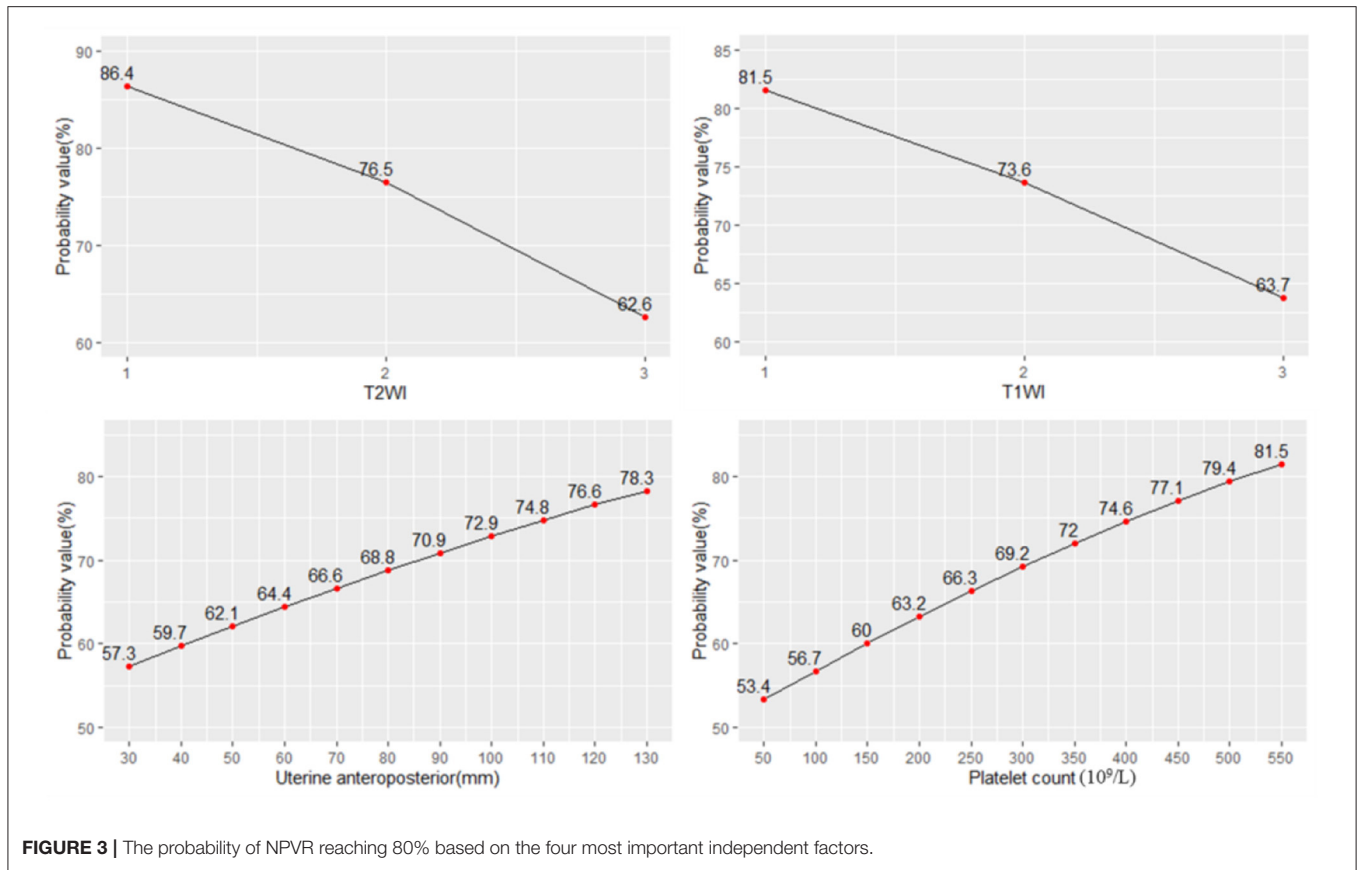 90
80
70
60
Probability value(%)
86.4
76.5
62.6
1 2 3
T2WI
85
80
75
70
65
60
Probability value(%)
81.5
73.6
63.7
1 2 3
T1WI
80
70
60
50
Probability value(%)
57.3 59.7 62.1 64.4 66.6 68.8 70.9 72.9 74.8 76.6 78.3
30 40 50 60 70 80 90 100 110 120 130
Uterine anteroposterior(mm)
80
70
60
50
Probability value(%)
53.4 56.7 60 63.2 66.3 69.2 72 74.6 77.1 79.4 81.5
50 100 150 200 250 300 350 400 450 500 550
Platelet count (10⁹/L)
FIGURE 3 | The probability of NPVR reaching 80% based on the four most important independent factors.